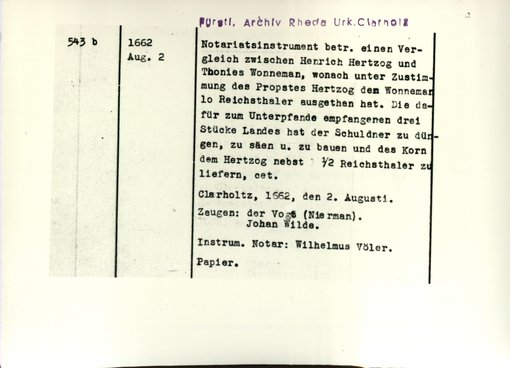 Fürstl. Archiv Rheda Urk.Clarholz
543 b
1662
Aug. 2
Notariatsinstrument betr. einen Ver-
gleich zwischen Henrich Hertzog und
Thonies Wonneman, wonach unter Zustim-
mung des Propstes Hertzog dem Wonneman
lo Reichsthaler ausgethan hat. Die da-
für zum Unterpfande empfangenen drei
Stücke Landes hat der Schuldner zu dün-
gen, zu säen u. zu bauen und das Korn
dem Hertzog nebst 1/2 Reichsthaler zu
liefern, cet.
Clarholtz, 1662, den 2. Augusti.
Zeugen: der Vogt (Nierman).
Johan Wilde.
Instrum. Notar: Wilhelmus Völer.
Papier.